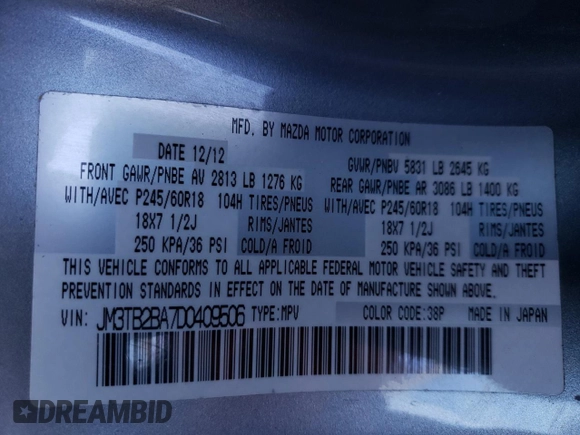 MFD. BY MAZDA MOTOR CORPORATION
DATE 12/12
GVWR/PNBV 5831 LB 2645 KG
FRONT GAWR/PNBE AV 2813 LB 1276 KG
REAR GAWR/PNBE AR 3086 LB 1400 KG
WITH/AVEC P245/60R18 104H TIRES/PNEUS
WITH/AVEC P245/60R18 104H TIRES/PNEUS
18X7 1/2J RIMS/JANTES
18X7 1/2J RIMS/JANTES
250 KPA/36 PSI COLD/A FROID
250 KPA/36 PSI COLD/A FROID
THIS VEHICLE CONFORMS TO ALL APPLICABLE FEDERAL MOTOR VEHICLE SAFETY AND THEFT
PREVENTION STANDARDS IN EFFECT ON THE DATE OF MANUFACTURE SHOWN ABOVE.
VIN: JM3TB2BA7D0409506 TYPE:MPV COLOR CODE:38P MADE IN JAPAN
DREAMBID